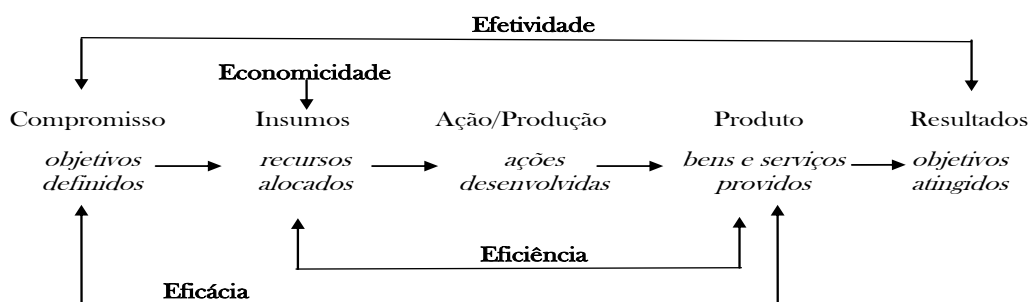 Efetividade
Economicidade
Compromisso Insumos Ação/Produção Produto Resultados
objetivos recursos ações bens e serviços objetivos
definidos alocados desenvolvidas providos atingidos
Eficiência
Eficácia